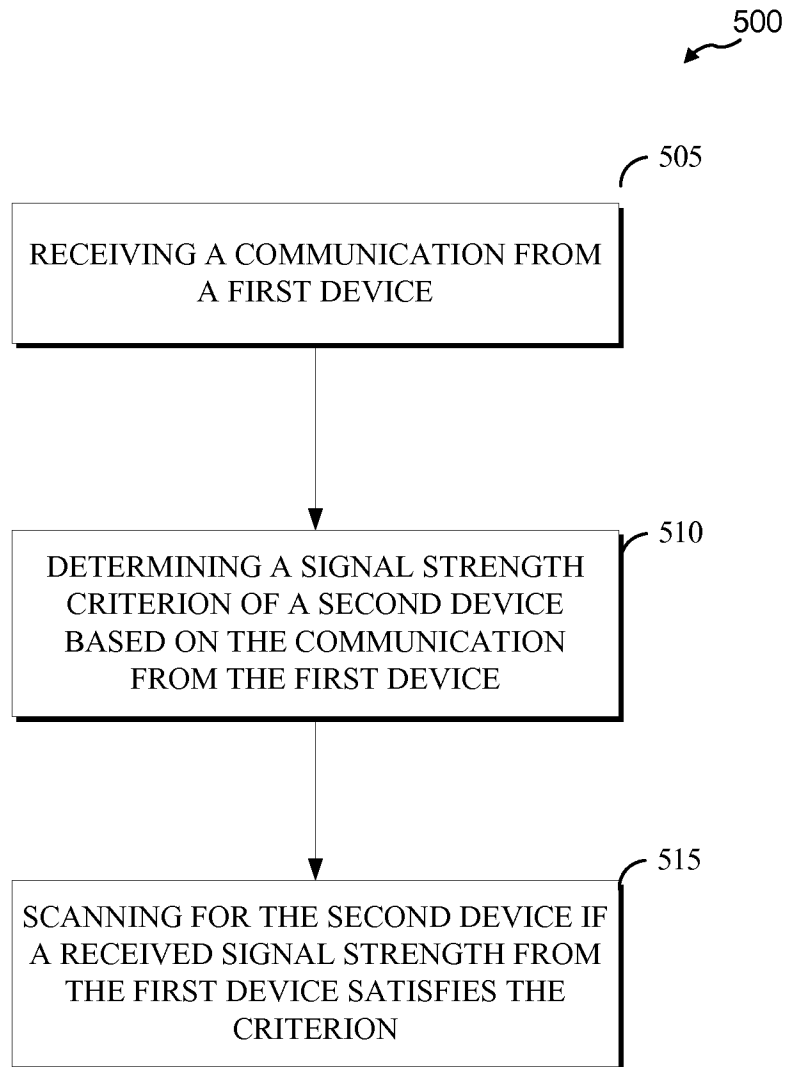 500
505
RECEIVING A COMMUNICATION FROM
A FIRST DEVICE
510
DETERMINING A SIGNAL STRENGTH
CRITERION OF A SECOND DEVICE
BASED ON THE COMMUNICATION
FROM THE FIRST DEVICE
515
SCANNING FOR THE SECOND DEVICE IF
A RECEIVED SIGNAL STRENGTH FROM
THE FIRST DEVICE SATISFIES THE
CRITERION